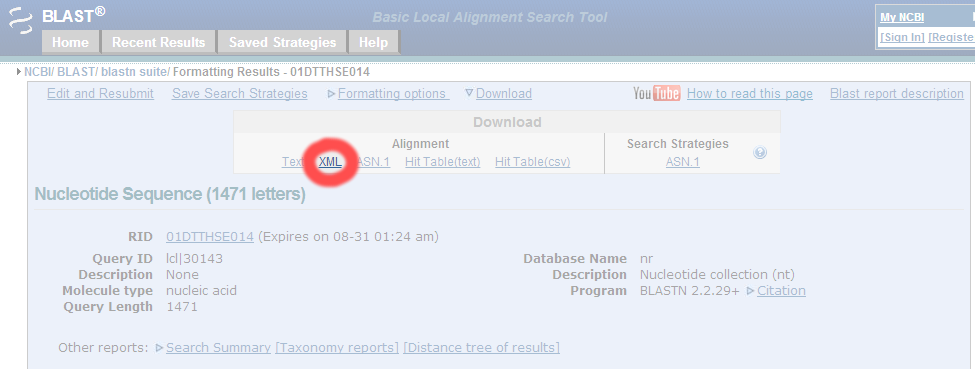 BLAST® Basic Local Alignment Search Tool My NCBI
[Sign In] [Registe
Home Recent Results Saved Strategies Help
NCBI/ BLAST/ blastn suite/ Formatting Results - 01DTTHSE014
Edit and Resubmit Save Search Strategies Formatting options Download YouTube How to read this page Blast report description
Download
Alignment Search Strategies
Text XML ASN.1 Hit Table(text) Hit Table(csv) ASN.1
Nucleotide Sequence (1471 letters)
RID 01DTTHSE014 (Expires on 08-31 01:24 am)
Query ID lcl|30143 Database Name nr
Description None Description Nucleotide collection (nt)
Molecule type nucleic acid Program BLASTN 2.2.29+ Citation
Query Length 1471
Other reports: Search Summary [Taxonomy reports] [Distance tree of results]